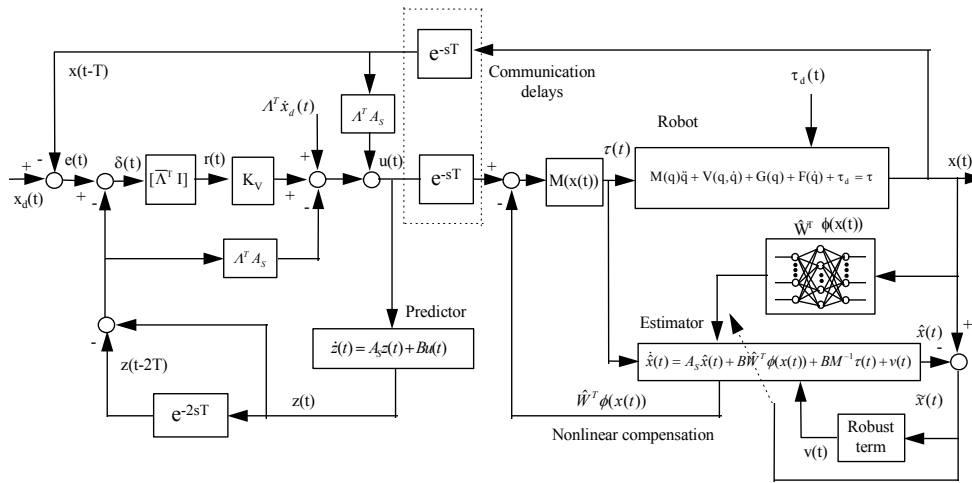 e⁻ˢᵀ
x(t-T)
Communication
delays
τ_d(t)
Λ^T ẋ_d(t)
Λ^T A_S
Robot
+
-
e(t)
δ(t)
[Λ̅^T I]
r(t)
K_V
+
+
u(t)
e⁻ˢᵀ
+
M(x(t))
τ(t)
M(q)q̈ + V(q,q̇) + G(q) + F(q̇) + τ_d = τ
x(t)
x_d(t)
+
-
-
-
Ŵ^T ϕ(x(t))
Λ^T A_S
Predictor
Estimator
x̂(t)
+
-
-
ż(t) = A_S z(t) + Bu(t)
x̂̇(t) = A_S x̂(t) + BŴ^T ϕ(x(t)) + BM⁻¹τ(t) + v(t)
z(t-2T)
z(t)
Ŵ^T ϕ(x(t))
x̃(t)
e⁻²ˢᵀ
Nonlinear compensation
v(t)
Robust
term